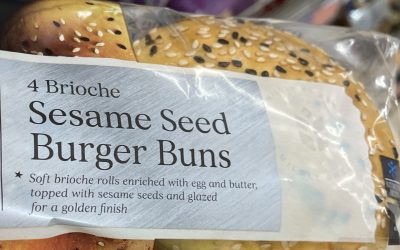 4 Brioche
Sesame Seed
Burger Buns
★ Soft brioche rolls enriched with egg and butter,
topped with sesame seeds and glazed
for a golden finish